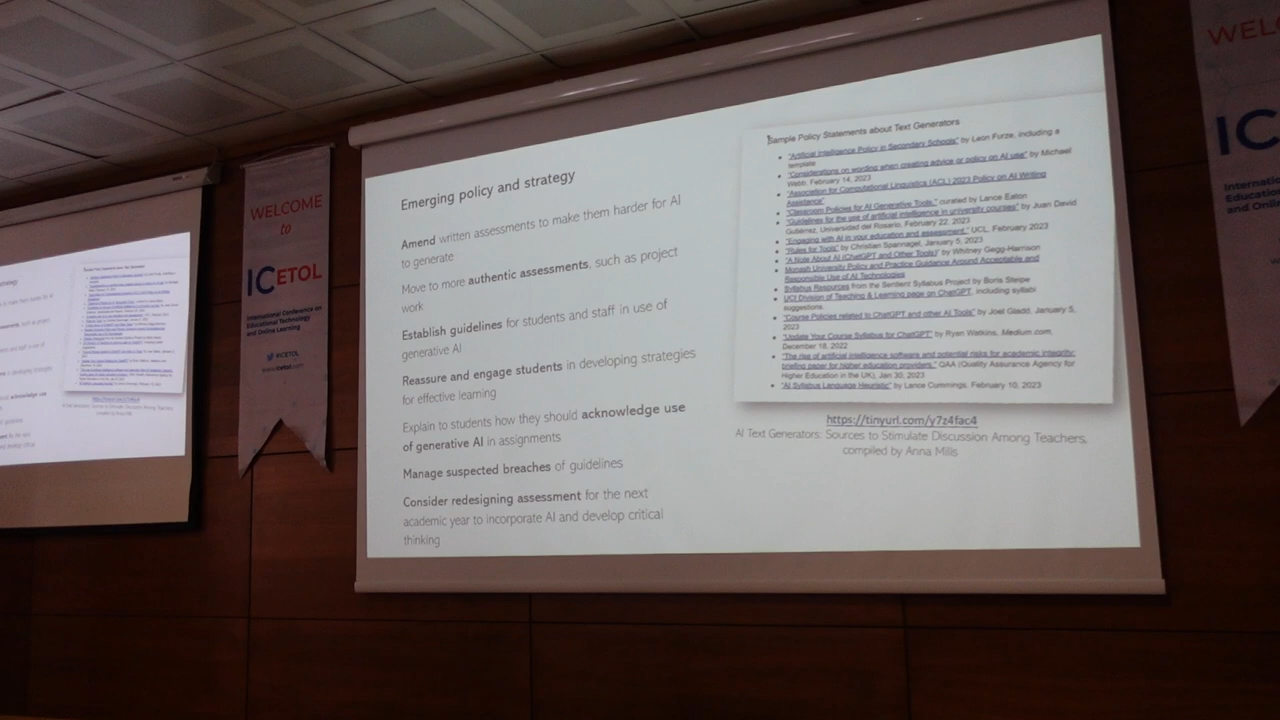 Emerging policy and strategy
Amend written assessments to make them harder for AI
to generate
Move to more authentic assessments, such as project
work
Establish guidelines for students and staff in use of
generative AI
Reassure and engage students in developing strategies
for effective learning
Explain to students how they should acknowledge use
of generative AI in assignments
Manage suspected breaches of guidelines
Consider redesigning assessment for the next
academic year to incorporate AI and develop critical
thinking
Sample Policy Statements about Text Generators
"Artificial Intelligence Policy in Secondary Schools" by Leon Furze, including a
template
"Considerations on wording when creating advice or policy on AI use" by Michael
Webb, February 14, 2023
"Association for Computational Linguistics (ACL) 2023 Policy on AI Writing
Assistance"
"Classroom Policies for AI Generative Tools," curated by Lance Eaton
"Guidelines for the use of artificial intelligence in university courses" by Juan David
Gutiérrez, Universidad del Rosario, February 22, 2023
"Engaging with AI in your education and assessment," UCL, February 2023
"Rules for Tools" by Christian Spannagel, January 5, 2023
"A Note About AI (ChatGPT and Other Tools)" by Whitney Gegg-Harrison
Monash University Policy and Practice Guidance Around Acceptable and
Responsible Use of AI Technologies
Syllabus Resources from the Sentient Syllabus Project by Boris Steipe
UCI Division of Teaching & Learning page on ChatGPT, including syllabi
suggestions
"Course Policies related to ChatGPT and other AI Tools" by Joel Gladd, January 5,
2023
"Update Your Course Syllabus for ChatGPT" by Ryan Watkins, Medium.com,
December 18, 2022
"The rise of artificial intelligence software and potential risks for academic integrity:
briefing paper for higher education providers," QAA (Quality Assurance Agency for
Higher Education in the UK), Jan 30, 2023
"AI Syllabus Language Heuristic" by Lance Cummings, February 10, 2023
https://tinyurl.com/y7z4fac4
AI Text Generators: Sources to Stimulate Discussion Among Teachers,
compiled by Anna Mills
WELCOME
to
ICETOL
International Conference on
Educational Technology
and Online Learning
@ICETOL
www.icetol.com
WEL
IC
Internatio
Education
and Onlin